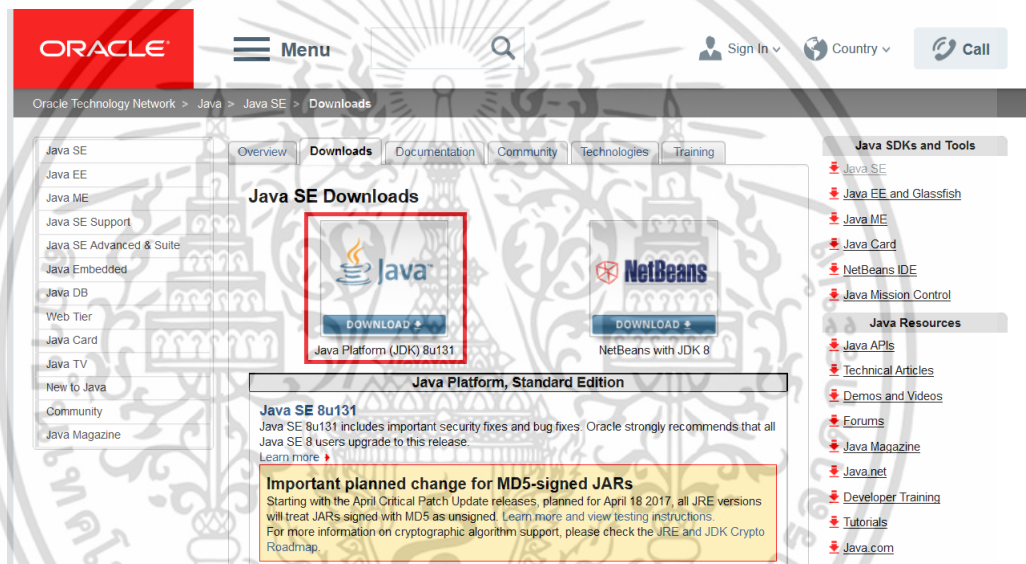 ORACLE
Menu
Sign In
Country
Call
Oracle Technology Network > Java > Java SE > Downloads
Java SE
Java EE
Java ME
Java SE Support
Java SE Advanced & Suite
Java Embedded
Java DB
Web Tier
Java Card
Java TV
New to Java
Community
Java Magazine
Overview
Downloads
Documentation
Community
Technologies
Training
Java SE Downloads
Java
DOWNLOAD
Java Platform (JDK) 8u131
NetBeans
DOWNLOAD
NetBeans with JDK 8
Java Platform, Standard Edition
Java SE 8u131
Java SE 8u131 includes important security fixes and bug fixes. Oracle strongly recommends that all
Java SE 8 users upgrade to this release.
Learn more
Important planned change for MD5-signed JARs
Starting with the April Critical Patch Update releases, planned for April 18 2017, all JRE versions
will treat JARs signed with MD5 as unsigned. Learn more and view testing instructions.
For more information on cryptographic algorithm support, please check the JRE and JDK Crypto
Roadmap.
Java SDKs and Tools
Java SE
Java EE and Glassfish
Java ME
Java Card
NetBeans IDE
Java Mission Control
Java Resources
Java APIs
Technical Articles
Demos and Videos
Forums
Java Magazine
Java.net
Developer Training
Tutorials
Java.com